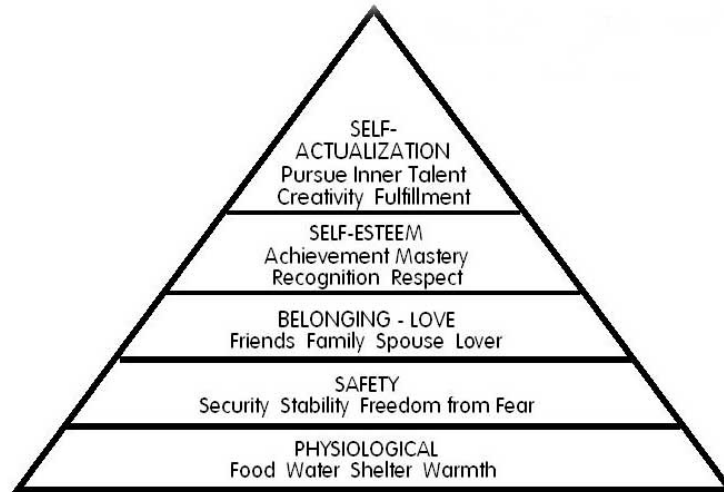 SELF-
ACTUALIZATION
Pursue Inner Talent
Creativity Fulfillment
SELF-ESTEEM
Achievement Mastery
Recognition Respect
BELONGING - LOVE
Friends Family Spouse Lover
SAFETY
Security Stability Freedom from Fear
PHYSIOLOGICAL
Food Water Shelter Warmth